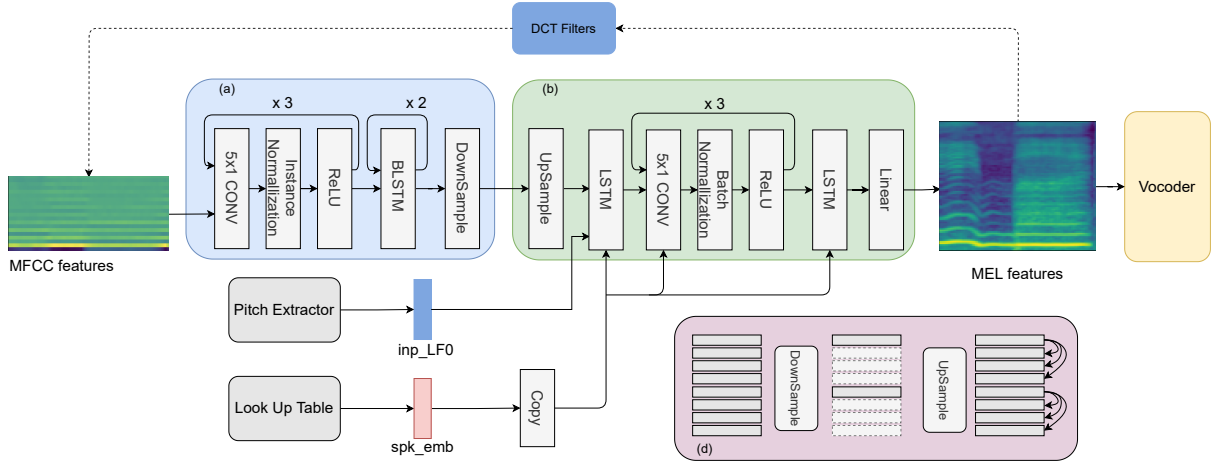 DCT Filters
(a)
x 3
x 2
5x1 CONV
Instance
Normalization
ReLU
BLSTM
DownSample
(b)
x 3
UpSample
LSTM
5x1 CONV
Batch
Normallization
ReLU
LSTM
Linear
Vocoder
MFCC features
MEL features
Pitch Extractor
inp_LF0
Look Up Table
spk_emb
Copy
DownSample
UpSample
(d)